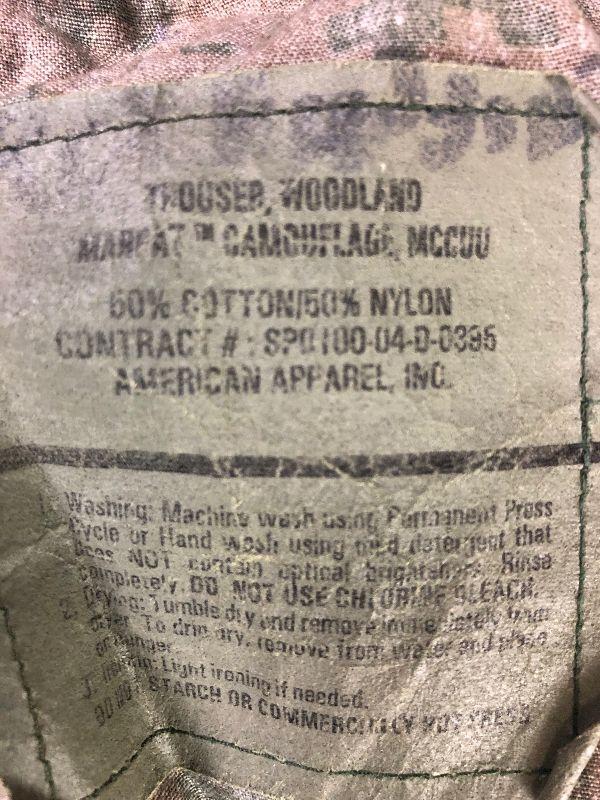 TROUSER, WOODLAND
MARPAT™ CAMOUFLAGE, MCCUU
50% COTTON/50% NYLON
CONTRACT # : SPO100-04-D-0395
AMERICAN APPAREL, INC.
1. Washing: Machine wash using Permanent Press
Cycle or Hand wash using mild detergent that
Does NOT contain optical brighteners. Rinse
completely. DO NOT USE CHLORINE BLEACH.
2. Drying: Tumble dry and remove immediately from
dryer. To drip dry, remove from water and place
on hanger.
3. Ironing: Light ironing if needed.
DO NOT STARCH OR COMMERCIALLY HOT PRESS